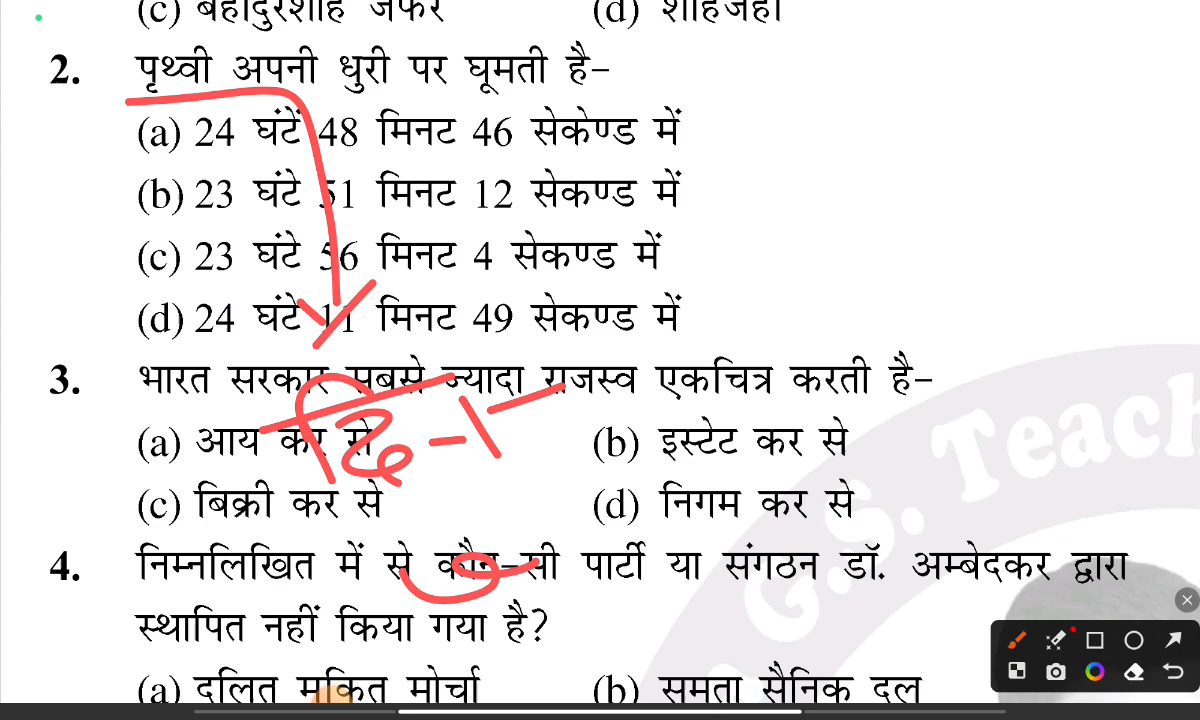 (c) बहादुरशाह जफर (d) शाहजहाँ
2. पृथ्वी अपनी धुरी पर घूमती है–
(a) 24 घंटें 48 मिनट 46 सेकेण्ड में
(b) 23 घंटे 51 मिनट 12 सेकण्ड में
(c) 23 घंटे 56 मिनट 4 सेकण्ड में
(d) 24 घंटे 11 मिनट 49 सेकण्ड में
3. भारत सरकार सबसे ज्यादा राजस्व एकचित्र करती है–
(a) आय कर से (b) इस्टेट कर से
(c) बिक्री कर से (d) निगम कर से
G.S. Teach
4. निम्नलिखित में से कौन-सी पार्टी या संगठन डॉ. अम्बेदकर द्वारा
स्थापित नहीं किया गया है?
(a) दलित मुक्ति मोर्चा (b) समता सैनिक दल